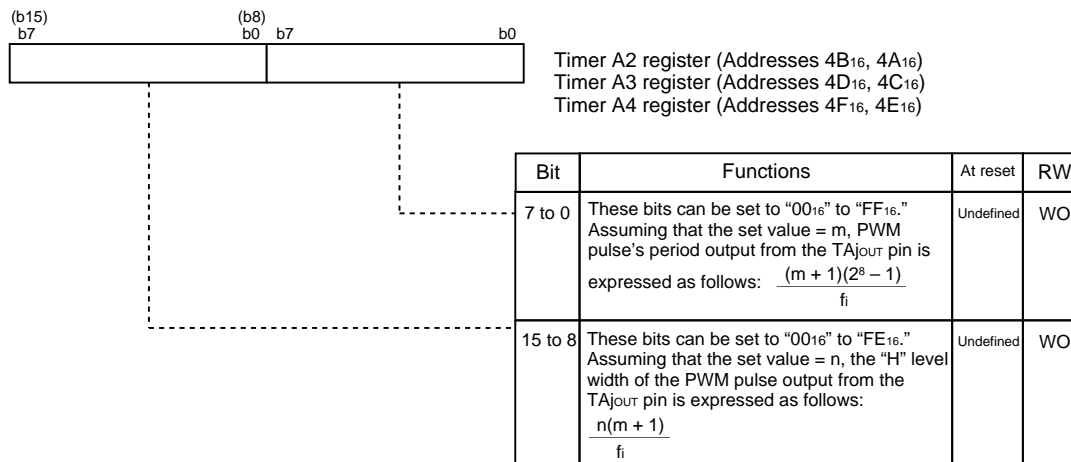 (b15) (b8)
b7 b0 b7 b0
Timer A2 register (Addresses 4B16, 4A16)
Timer A3 register (Addresses 4D16, 4C16)
Timer A4 register (Addresses 4F16, 4E16)
Bit Functions At reset RW
7 to 0 These bits can be set to “0016” to “FF16.” Undefined WO
Assuming that the set value = m, PWM
pulse’s period output from the TAjOUT pin is
expressed as follows: (m + 1)(2⁸ – 1)
fi
15 to 8 These bits can be set to “0016” to “FE16.” Undefined WO
Assuming that the set value = n, the “H” level
width of the PWM pulse output from the
TAjOUT pin is expressed as follows:
n(m + 1)
fi